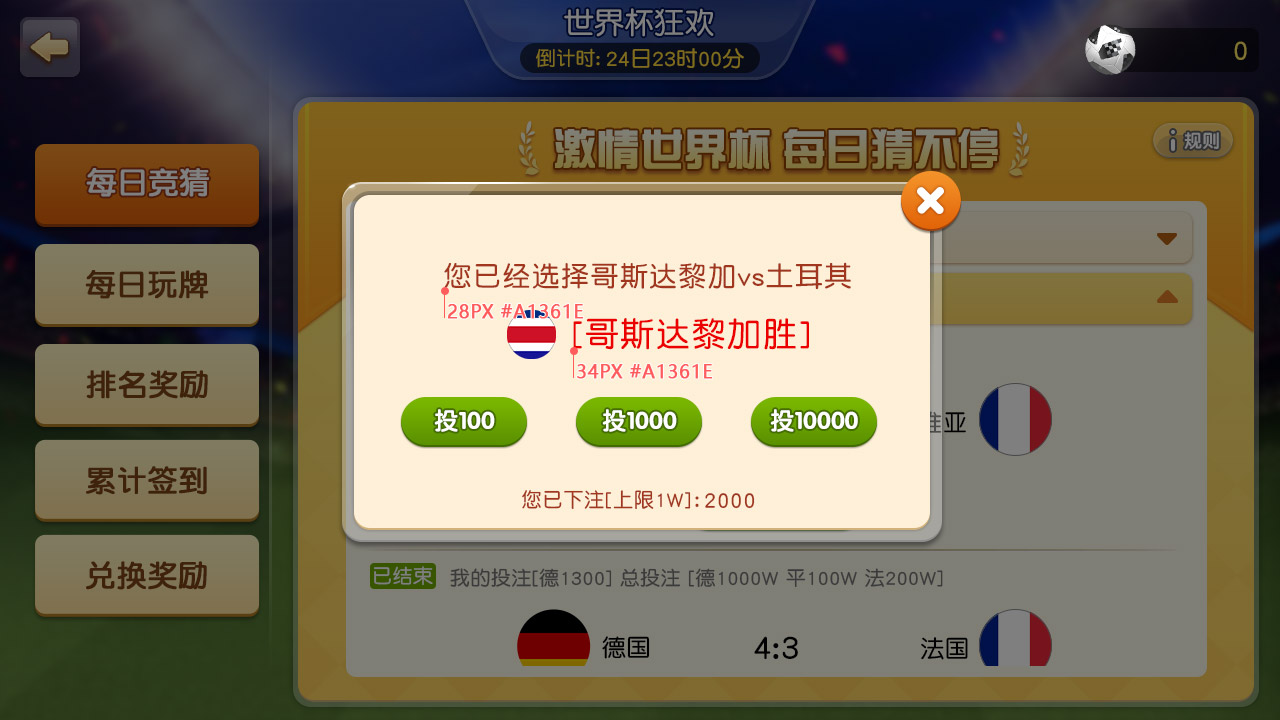 世界杯狂欢
倒计时: 24日23时00分
0
激情世界杯 每日猜不停
规则
每日竞猜
每日玩牌
排名奖励
累计签到
兑换奖励
您已经选择哥斯达黎加vs土耳其
28PX #A1361E
[哥斯达黎加胜]
34PX #A1361E
投100
投1000
投10000
亚
您已下注[上限1W]: 2000
已结束 我的投注[德1300] 总投注 [德1000W 平100W 法200W]
德国 4:3 法国